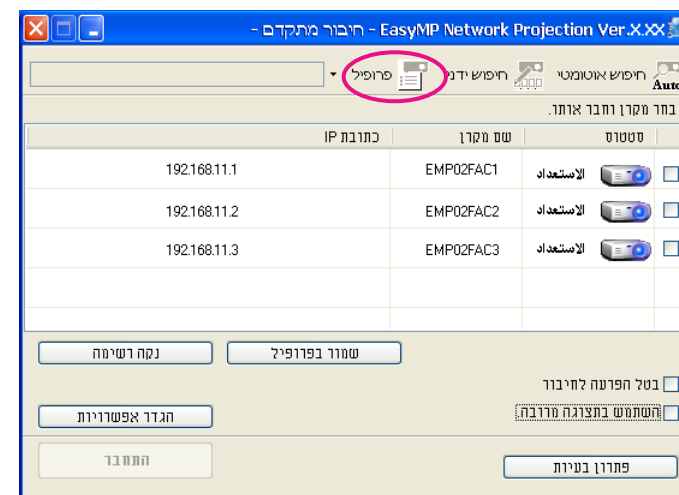 EasyMP Network Projection Ver.X.XX - חיבור מתקדם -
Auto חיפוש אוטומטי חיפוש ידני פרופיל
בחר מקרן וחבר אותו.
סטטוס שם מקרן כתובת IP
الاستعداد EMP02FAC1 192.168.11.1
الاستعداد EMP02FAC2 192.168.11.2
الاستعداد EMP02FAC3 192.168.11.3
שמור בפרופיל נקה רשימה
בטל הפרעה לחיבור
השתמש בתצוגה מרובה.
הגדר אפשרויות
פתרון בעיות התחבר